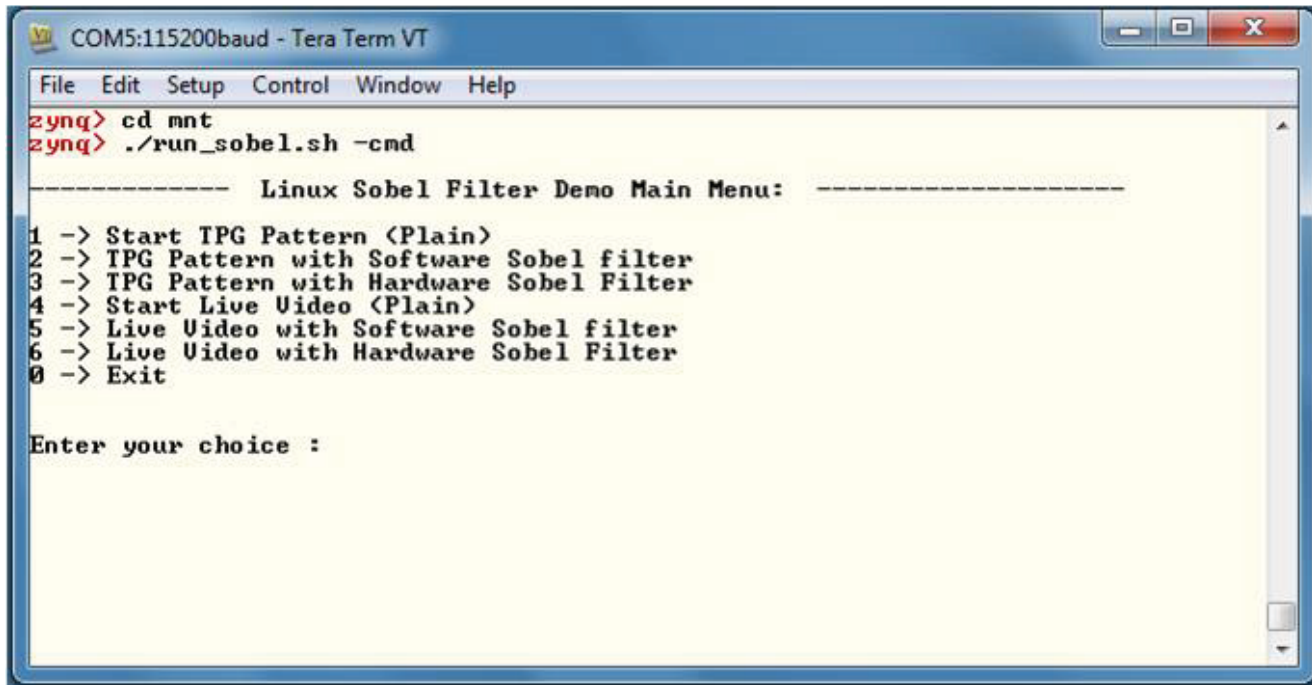 COM5:115200baud - Tera Term VT
File Edit Setup Control Window Help
zynq> cd mnt
zynq> ./run_sobel.sh -cmd
------------- Linux Sobel Filter Demo Main Menu: --------------------
1 -> Start TPG Pattern (Plain)
2 -> TPG Pattern with Software Sobel filter
3 -> TPG Pattern with Hardware Sobel Filter
4 -> Start Live Video (Plain)
5 -> Live Video with Software Sobel filter
6 -> Live Video with Hardware Sobel Filter
0 -> Exit
Enter your choice :